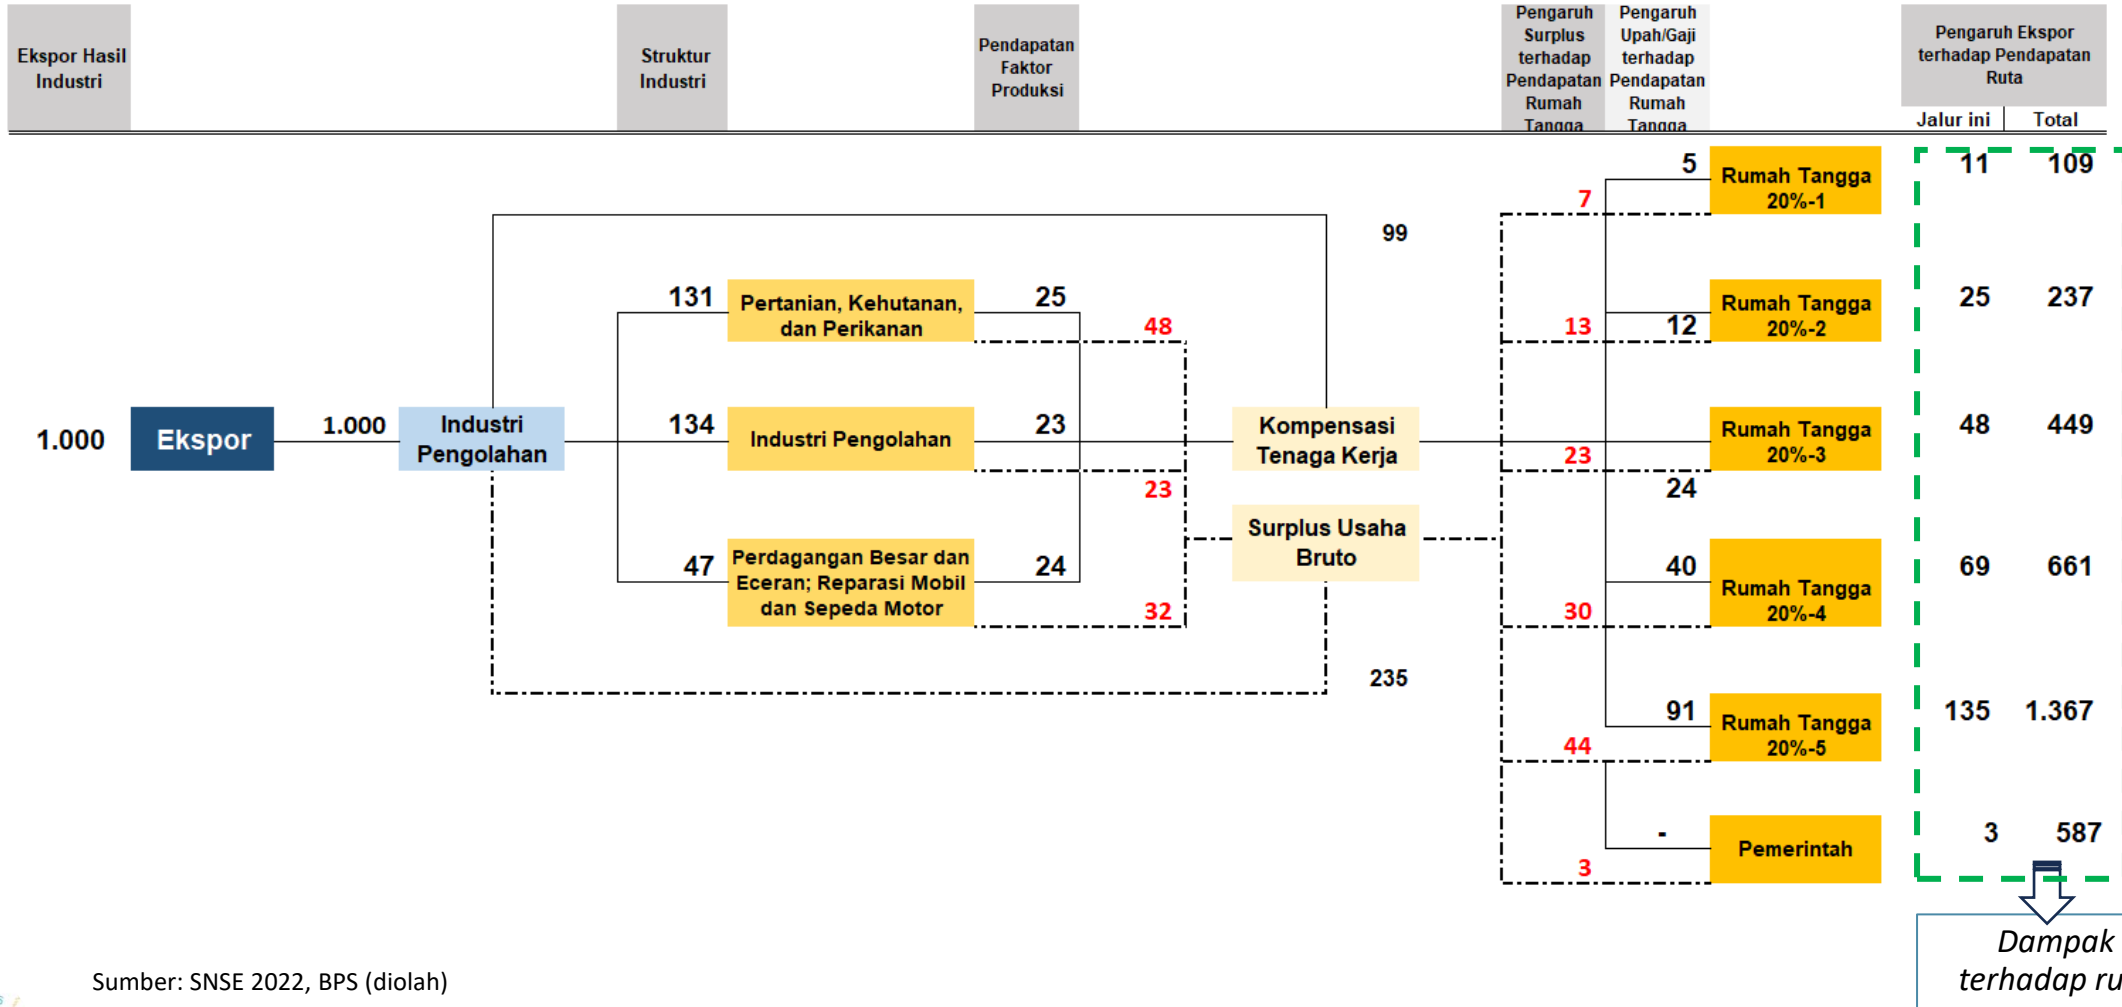 Ekspor Hasil
Industri
Struktur
Industri
Pendapatan
Faktor
Produksi
Pengaruh
Surplus
terhadap
Pendapatan
Rumah
Tangga
Pengaruh
Upah/Gaji
terhadap
Pendapatan
Rumah
Tangga
Pengaruh Ekspor
terhadap Pendapatan
Ruta
Jalur ini
Total
5
Rumah Tangga
20%-1
11
109
7
99
131
Pertanian, Kehutanan,
dan Perikanan
25
48
13
12
Rumah Tangga
20%-2
25
237
1.000
Ekspor
1.000
Industri
Pengolahan
134
Industri Pengolahan
23
23
Kompensasi
Tenaga Kerja
23
24
Rumah Tangga
20%-3
48
449
Surplus Usaha
Bruto
47
Perdagangan Besar dan
Eceran; Reparasi Mobil
dan Sepeda Motor
24
32
40
30
Rumah Tangga
20%-4
69
661
235
91
44
Rumah Tangga
20%-5
135
1.367
-
3
Pemerintah
3
587
Dampak
terhadap ru
Sumber: SNSE 2022, BPS (diolah)